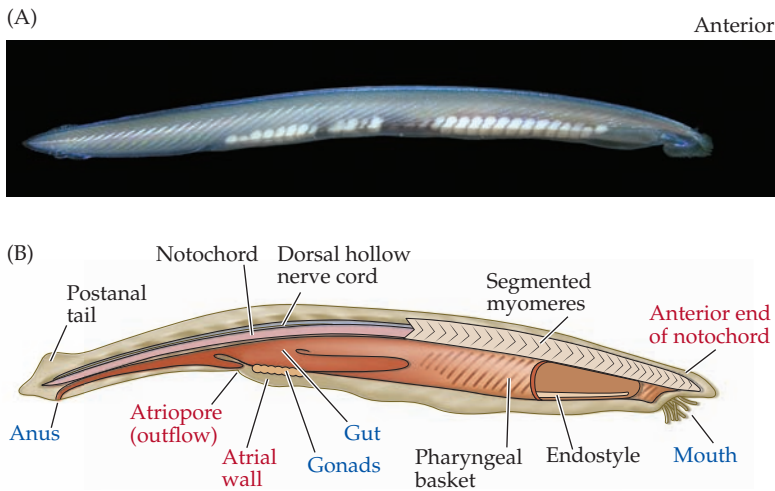 (A)
Anterior
(B)
Notochord
Dorsal hollow
nerve cord
Segmented
myomeres
Postanal
tail
Anterior end
of notochord
Anus
Atriopore
(outflow)
Atrial
wall
Gonads
Gut
Pharyngeal
basket
Endostyle
Mouth